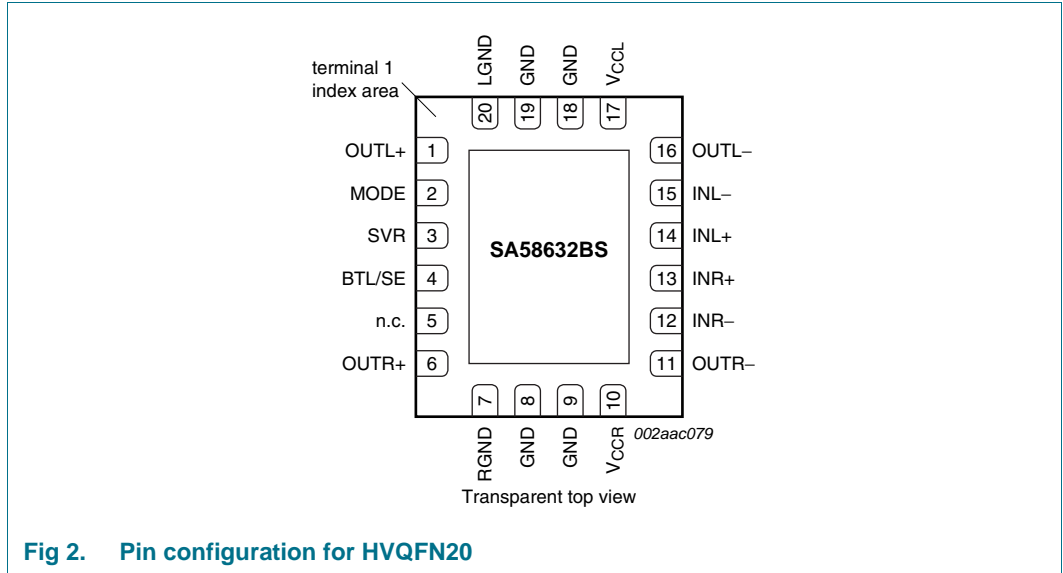 terminal 1
index area
LGND
GND
GND
VCCL
20
19
18
17
OUTL+ 1
MODE 2
SVR 3
BTL/SE 4
n.c. 5
OUTR+ 6
SA58632BS
16 OUTL−
15 INL−
14 INL+
13 INR+
12 INR−
11 OUTR−
7
8
9
10
RGND
GND
GND
VCCR
002aac079
Transparent top view
Fig 2. Pin configuration for HVQFN20